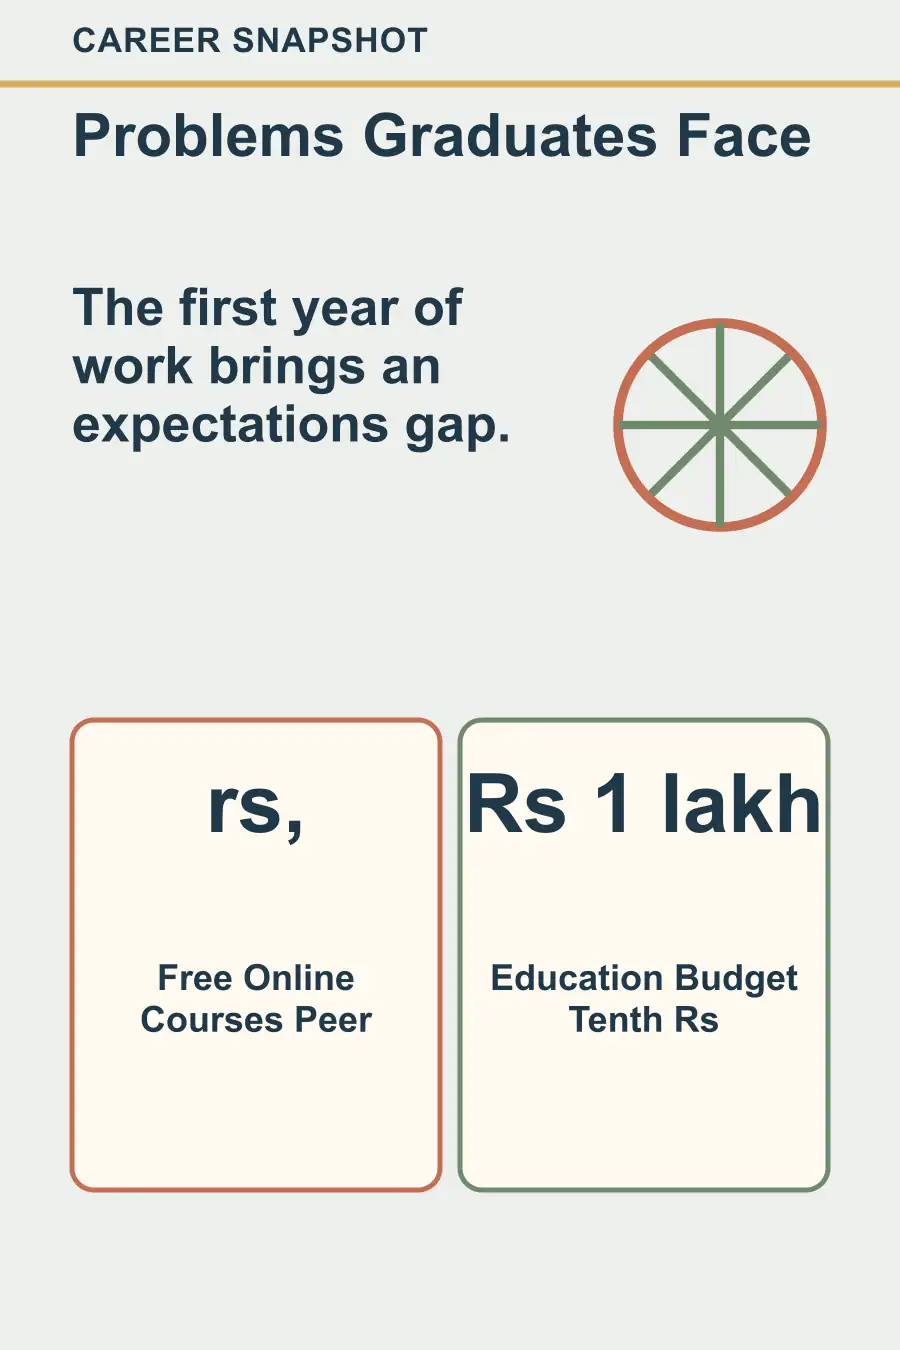 CAREER SNAPSHOT
Problems Graduates Face
The first year of
work brings an
expectations gap.
rs,
Free Online
Courses Peer
Rs 1 lakh
Education Budget
Tenth Rs